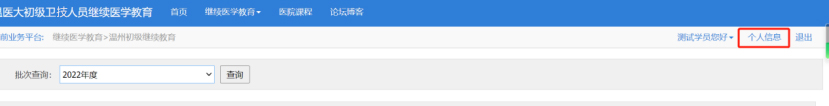 医大初级卫技人员继续医学教育 首页 继续医学教育 医院课程 论坛博客
业务平台: 继续医学教育>温州初级继续教育 测试学员您好 个人信息 退出
批次查询: 2022年度 查询